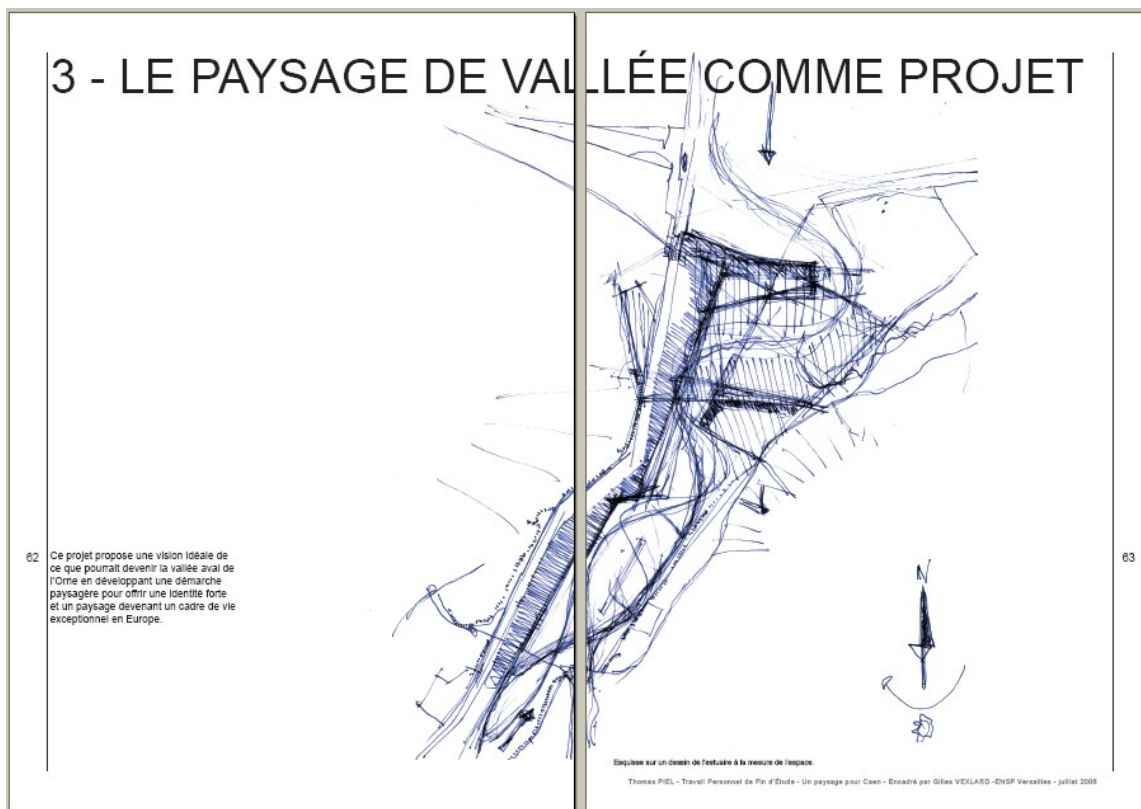 3 - LE PAYSAGE DE VALLÉE COMME PROJET
62
Ce projet propose une vision idéale de
ce que pourrait devenir la vallée aval de
l'Orne en développant une démarche
paysagère pour offrir une identité forte
et un paysage devenant un cadre de vie
exceptionnel en Europe.
63
N
Esquisse sur un dessin de l'estuaire à la mesure de l'espace.
Thomas PIEL - Travail Personnel de Fin d'Étude - Un paysage pour Caen - Encadré par Gilles VEXLARD -ENSP Versailles - juillet 2006